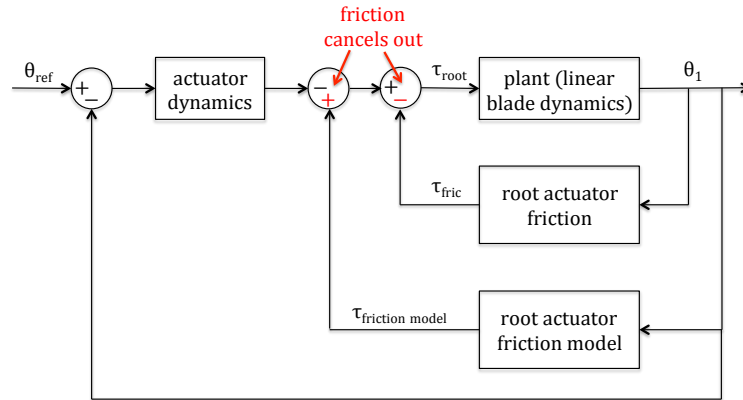 friction
cancels out
θref
+
−
actuator
dynamics
−
+
+
−
τroot
plant (linear
blade dynamics)
θ1
τfric
root actuator
friction
τfriction model
root actuator
friction model